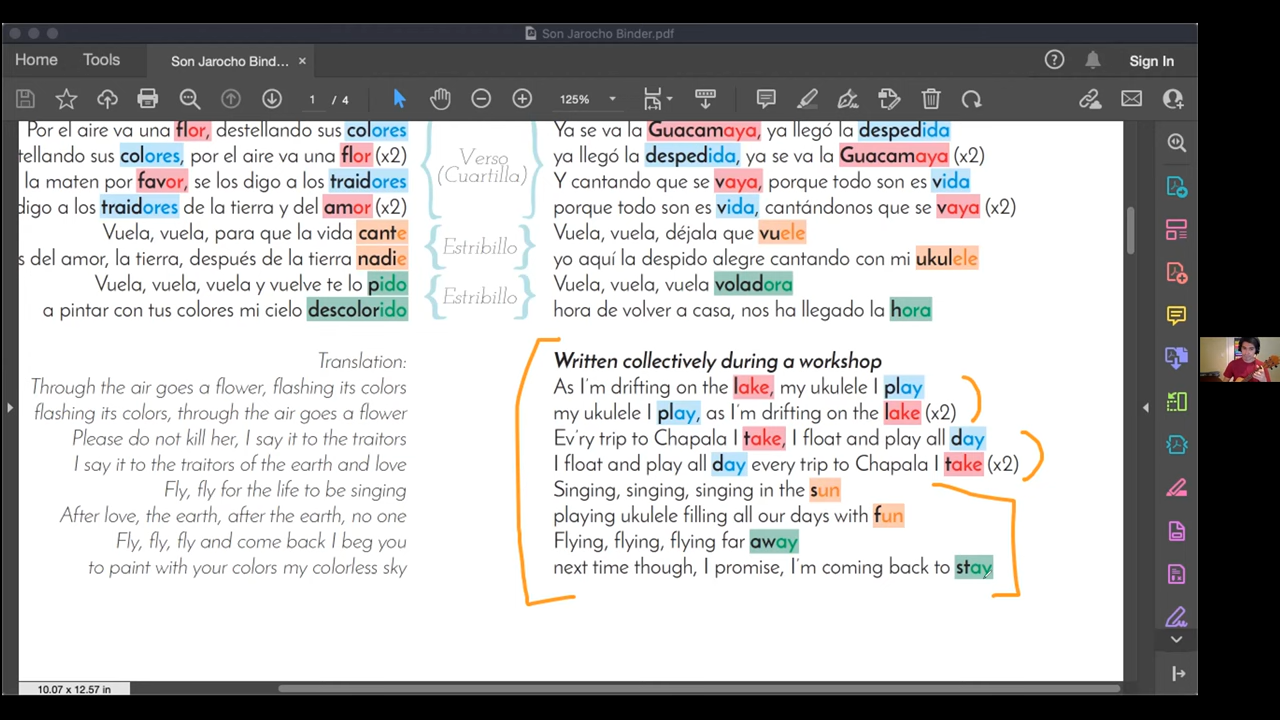 Son Jarocho Binder.pdf
Home Tools Son Jarocho Bind... × Sign In
1 / 4 125%
Por el aire va una flor, destellando sus colores
tellando sus colores, por el aire va una flor (x2)
la maten por favor, se los digo a los traidores
digo a los traidores de la tierra y del amor (x2)
Vuela, vuela, para que la vida cante
s del amor, la tierra, después de la tierra nadie
Vuela, vuela, vuela y vuelve te lo pido
a pintar con tus colores mi cielo descolorido
Verso
(Cuartilla)
Estribillo
Estribillo
Ya se va la Guacamaya, ya llegó la despedida
ya llegó la despedida, ya se va la Guacamaya (x2)
Y cantando que se vaya, porque todo son es vida
porque todo son es vida, cantándonos que se vaya (x2)
Vuela, vuela, déjala que vuele
yo aquí la despido alegre cantando con mi ukulele
Vuela, vuela, vuela voladora
hora de volver a casa, nos ha llegado la hora
Translation:
Through the air goes a flower, flashing its colors
flashing its colors, through the air goes a flower
Please do not kill her, I say it to the traitors
I say it to the traitors of the earth and love
Fly, fly for the life to be singing
After love, the earth, after the earth, no one
Fly, fly, fly and come back I beg you
to paint with your colors my colorless sky
Written collectively during a workshop
As I'm drifting on the lake, my ukulele I play
my ukulele I play, as I'm drifting on the lake (x2)
Ev'ry trip to Chapala I take, I float and play all day
I float and play all day every trip to Chapala I take (x2)
Singing, singing, singing in the sun
playing ukulele filling all our days with fun
Flying, flying, flying far away
next time though, I promise, I'm coming back to stay
10.07 x 12.57 in